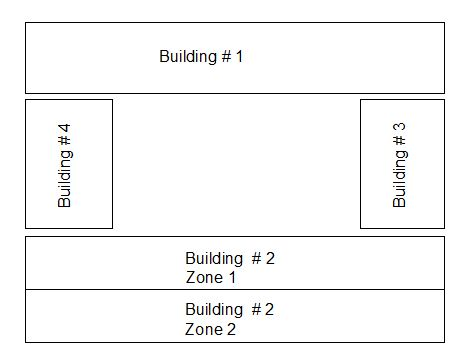 Building # 1
Building # 4
Building # 3
Building # 2
Zone 1
Building # 2
Zone 2